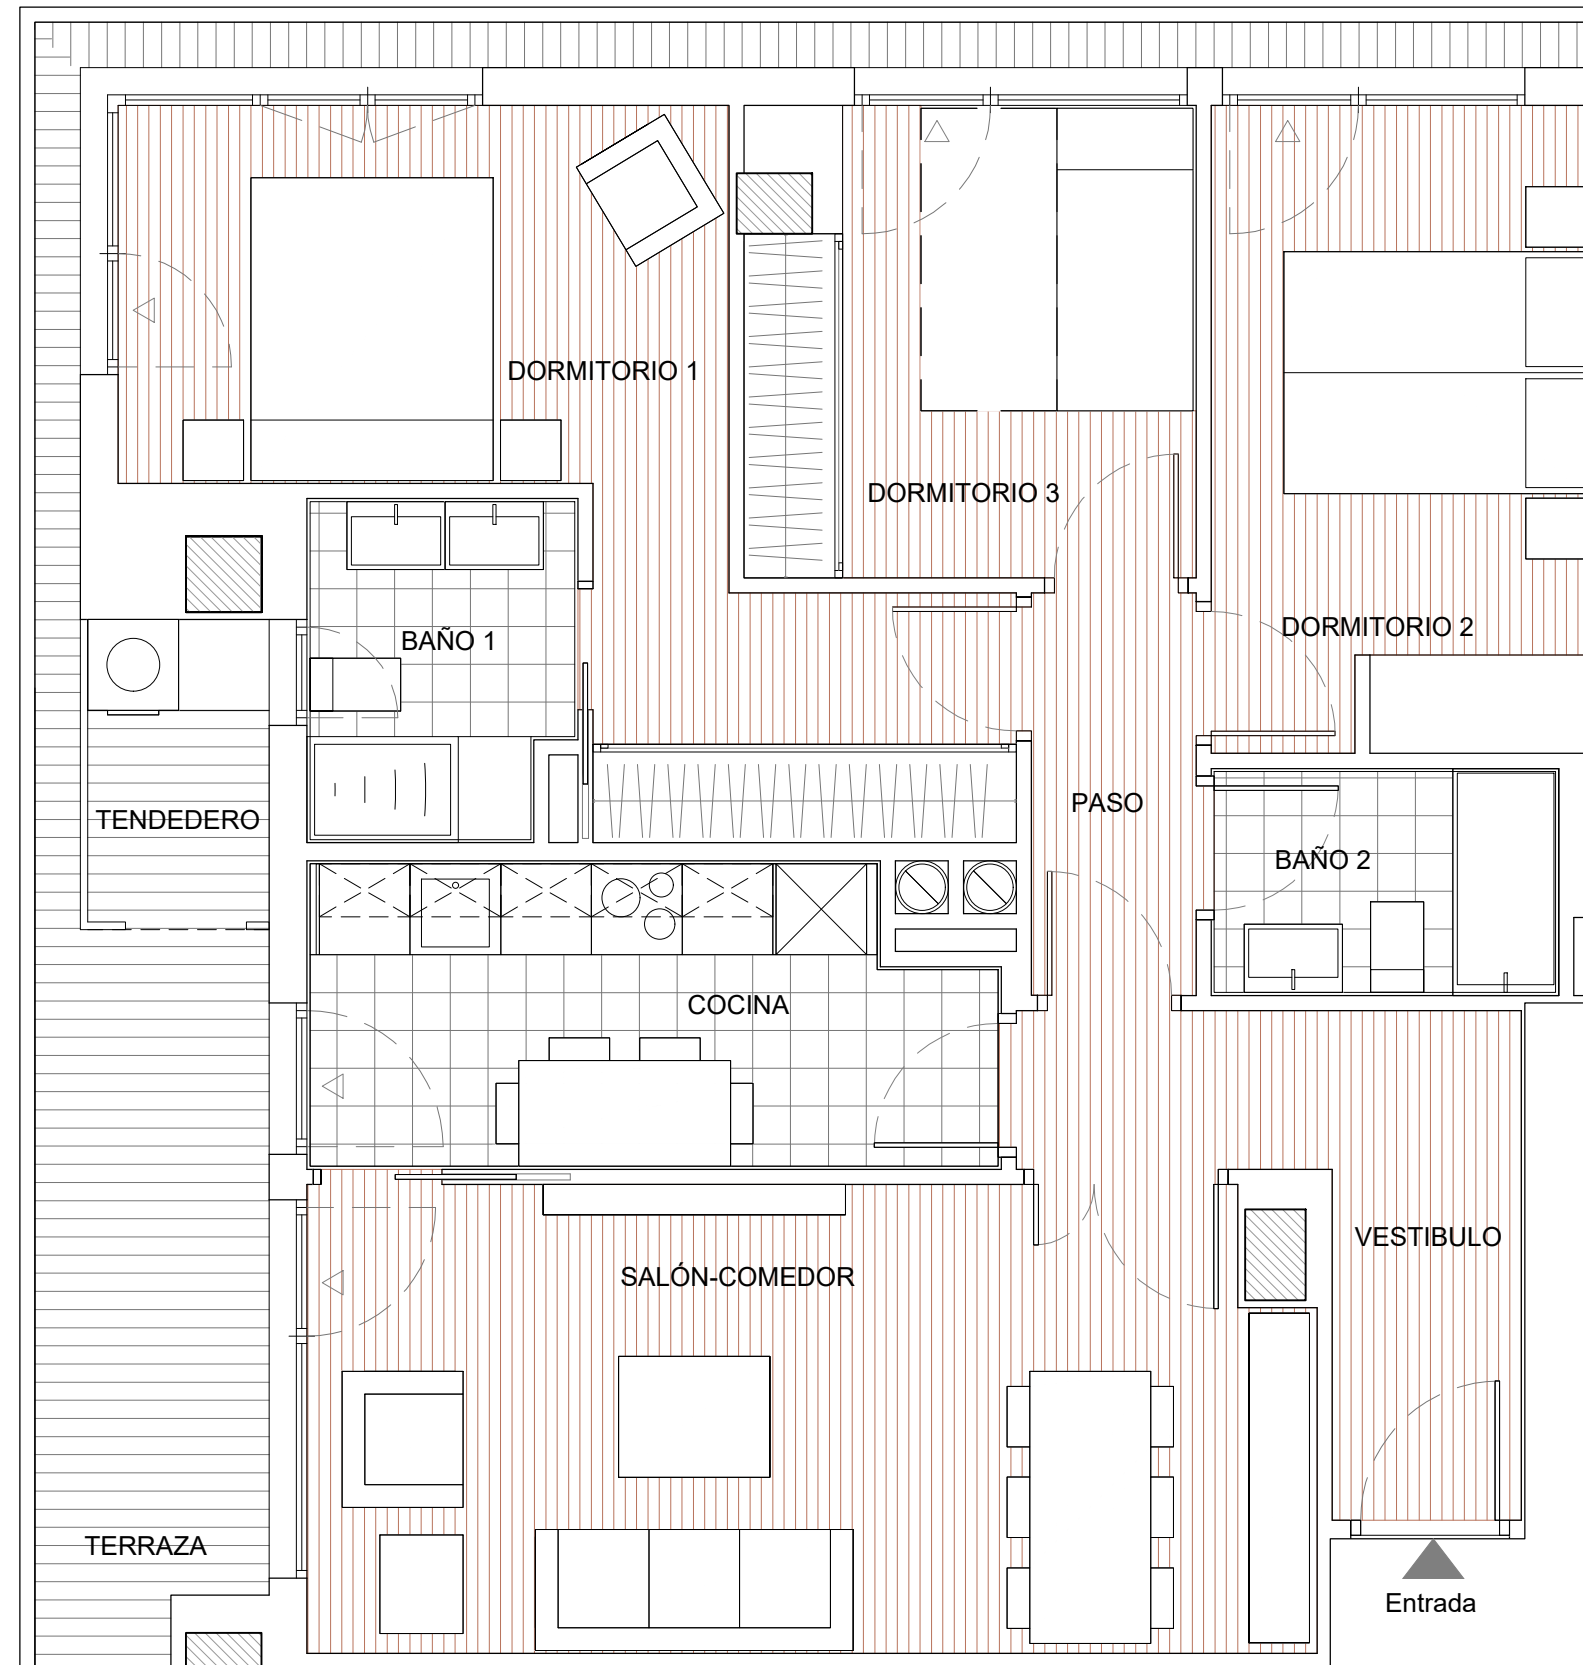 DORMITORIO 1
DORMITORIO 3
DORMITORIO 2
BAÑO 1
TENDEDERO
PASO
BAÑO 2
COCINA
VESTIBULO
SALÓN-COMEDOR
TERRAZA
Entrada